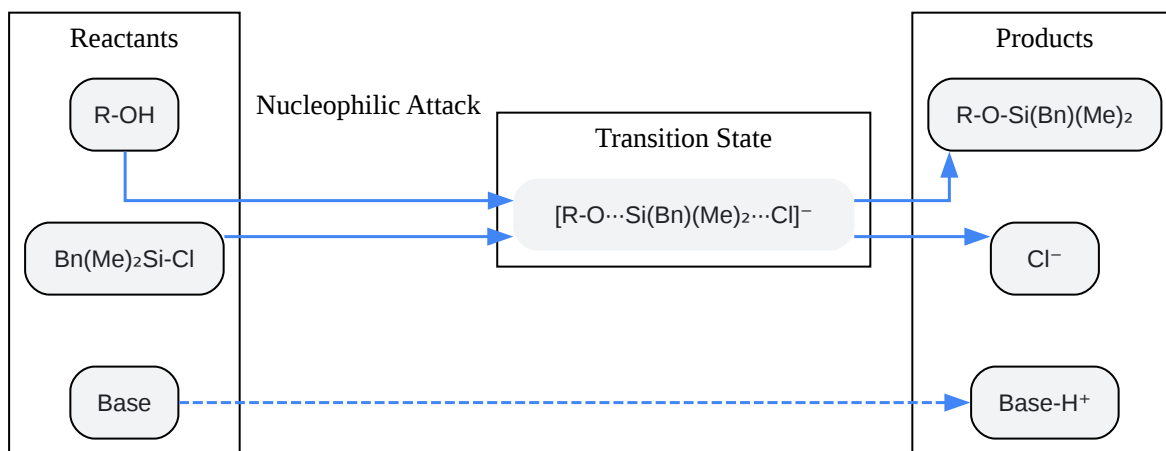 Reactants
R-OH
Bn(Me)₂Si-Cl
Base
Nucleophilic Attack
Transition State
[R-O···Si(Bn)(Me)₂···Cl]⁻
Products
R-O-Si(Bn)(Me)₂
Cl⁻
Base-H⁺